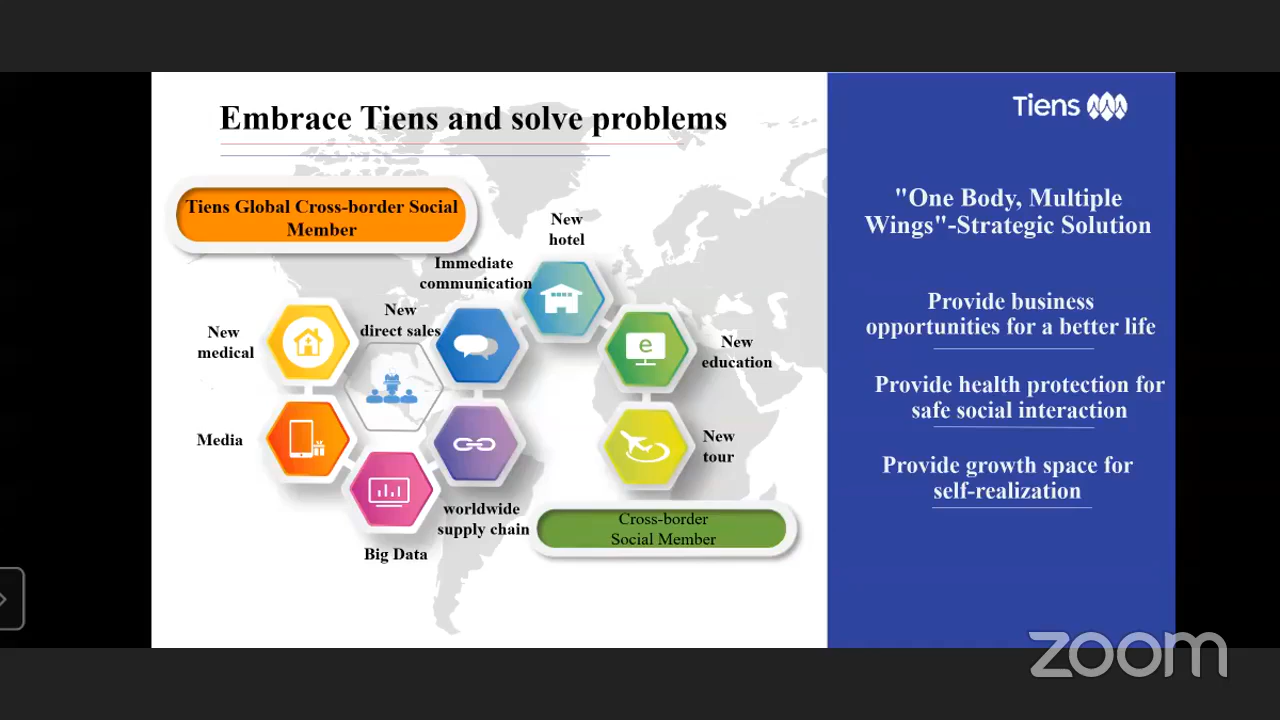 Embrace Tiens and solve problems
Tiens Global Cross-border Social
Member
New
hotel
Immediate
communication
New
direct sales
New
medical
New
education
Media
New
tour
worldwide
supply chain
Big Data
Cross-border
Social Member
Tiens
"One Body, Multiple
Wings"-Strategic Solution
Provide business
opportunities for a better life
Provide health protection for
safe social interaction
Provide growth space for
self-realization
e
zoom